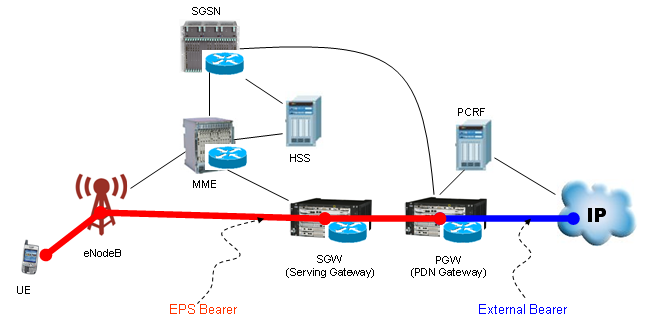 SGSN
PCRF
HSS
MME
IP
eNodeB
SGW
(Serving Gateway)
PGW
(PDN Gateway)
UE
EPS Bearer
External Bearer